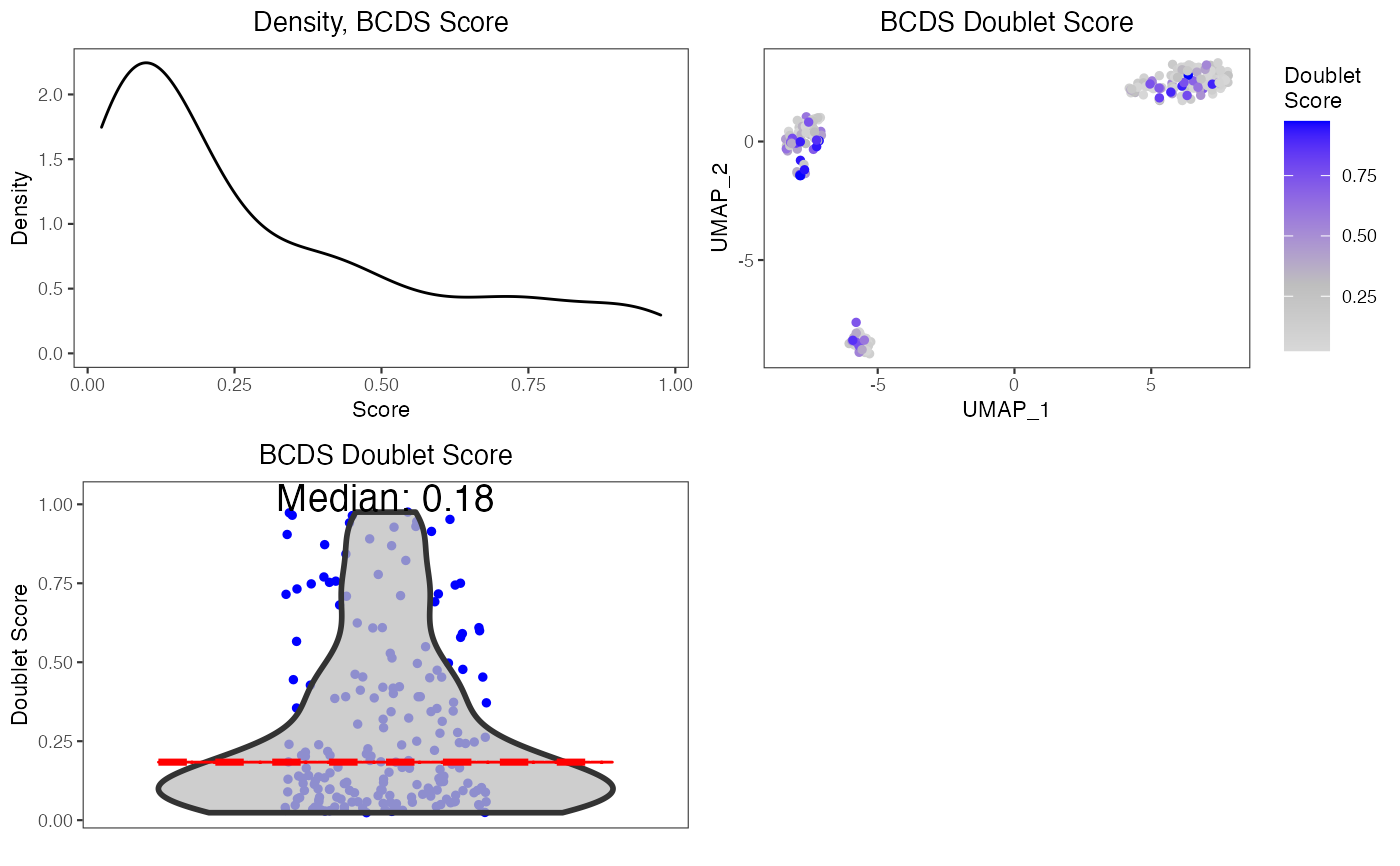 Density, BCDS Score
2.0
1.5
1.0
0.5
0.0
Density
0.00 0.25 0.50 0.75 1.00
Score
BCDS Doublet Score
0
-5
UMAP_2
-5 0 5
UMAP_1
Doublet
Score
0.75
0.50
0.25
BCDS Doublet Score
Median: 0.18
1.00
0.75
0.50
0.25
0.00
Doublet Score